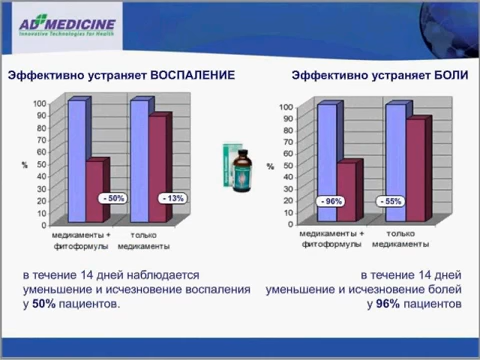 AD MEDICINE
Innovative Technologies for Health
Эффективно устраняет ВОСПАЛЕНИЕ
Эффективно устраняет БОЛИ
100
90
80
70
60
50
40
30
20
10
0
%
- 50%
- 13%
медикаменты +
фитоформулы
только
медикаменты
100
90
80
70
60
50
40
30
20
10
0
%
- 96%
- 55%
медикаменты +
фитоформулы
только
медикаменты
в течение 14 дней наблюдается
уменьшение и исчезновение воспаления
у 50% пациентов.
в течение 14 дней
уменьшение и исчезновение болей
у 96% пациентов